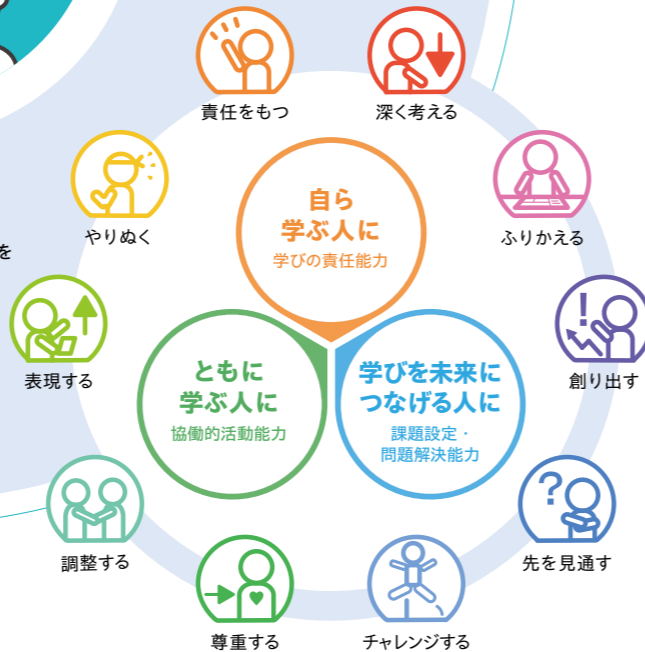 責任をもつ
深く考える
やりぬく
ふりかえる
自ら
学ぶ人に
学びの責任能力
を
表現する
創り出す
ともに
学ぶ人に
協働的活動能力
学びを未来に
つなげる人に
課題設定・
問題解決能力
!
?
調整する
先を見通す
尊重する
チャレンジする